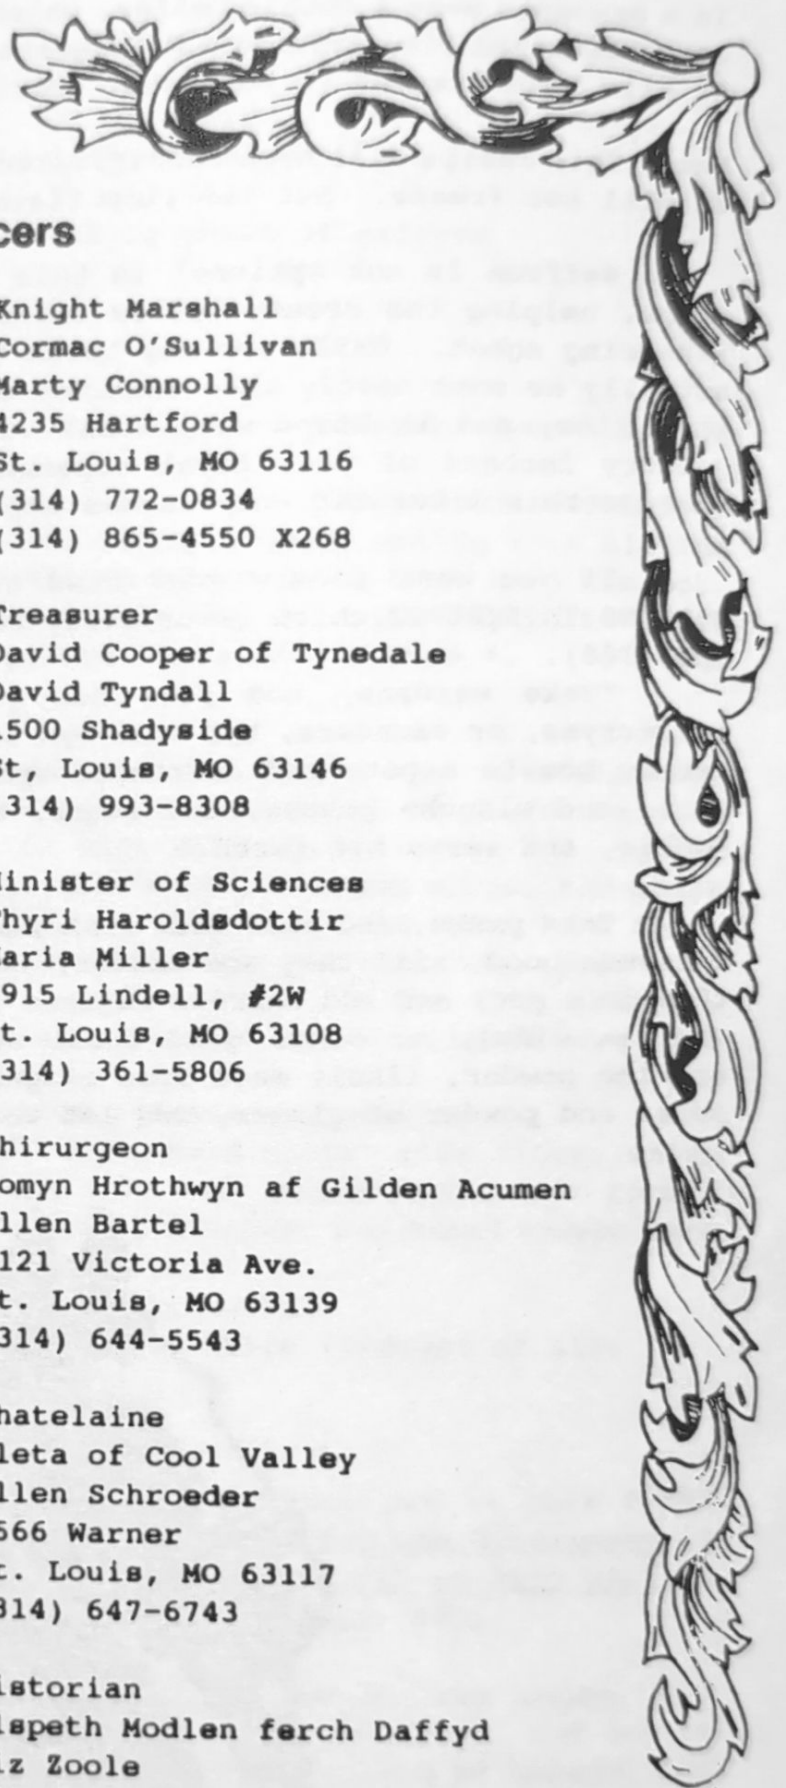 cers
Knight Marshall
Cormac O'Sullivan
Marty Connolly
4235 Hartford
St. Louis, MO 63116
(314) 772-0834
(314) 865-4550 X268
Treasurer
David Cooper of Tynedale
David Tyndall
1500 Shadyside
St. Louis, MO 63146
(314) 993-8308
inister of Sciences
hyri Haroldsdottir
aria Miller
915 Lindell, #2W
t. Louis, MO 63108
314) 361-5806
hirurgeon
omyn Hrothwyn af Gilden Acumen
llen Bartel
121 Victoria Ave.
t. Louis, MO 63139
314) 644-5543
hatelaine
leta of Cool Valley
llen Schroeder
566 Warner
t. Louis, MO 63117
314) 647-6743
istorian
lspeth Modlen ferch Daffyd
iz Zoole